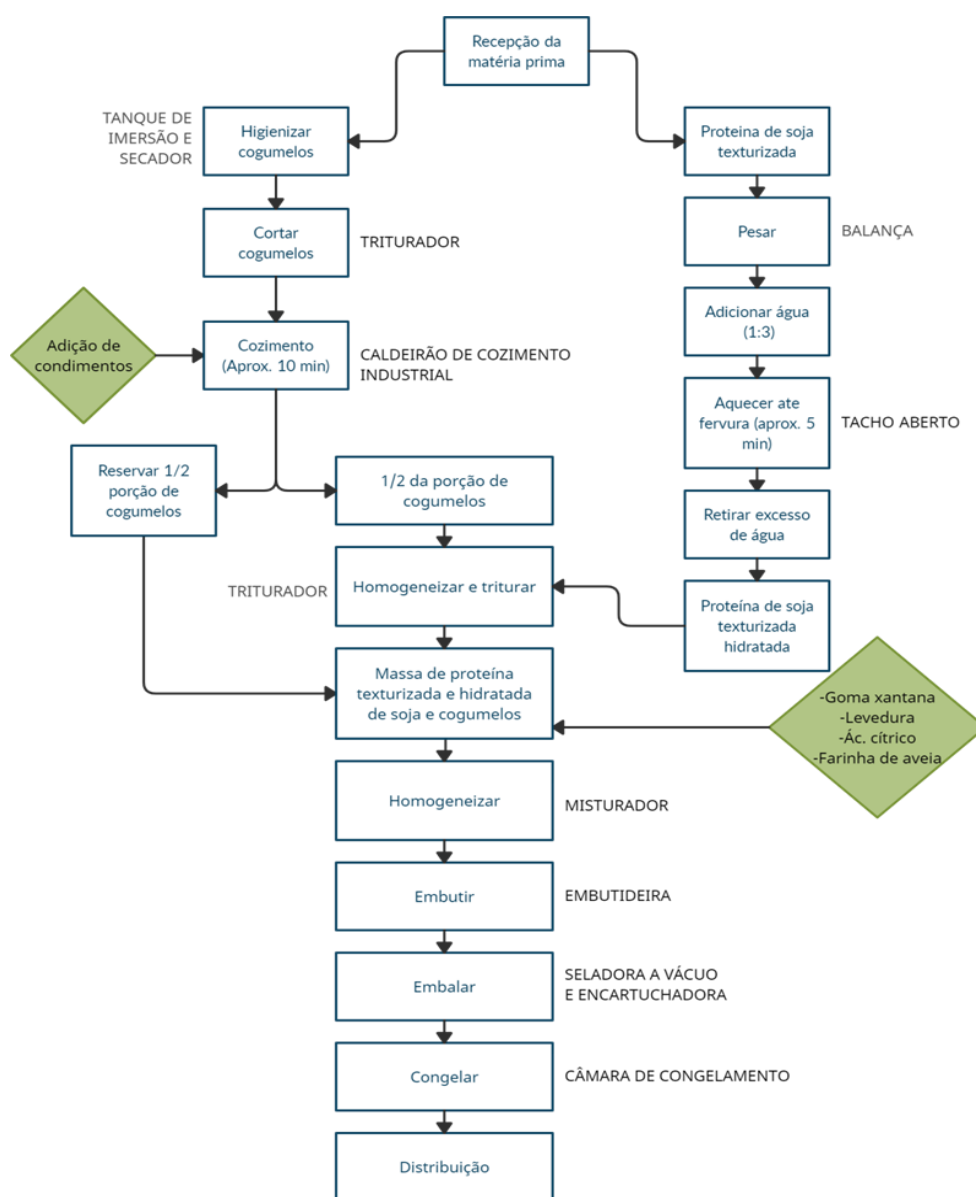 Recepção da
matéria prima
TANQUE DE
IMERSÃO E
SECADOR
Higienizar
cogumelos
Proteina de soja
texturizada
Cortar
cogumelos
TRITURADOR
Pesar
BALANÇA
Adicionar água
(1:3)
Adição de
condimentos
Cozimento
(Aprox. 10 min)
CALDEIRÃO DE COZIMENTO
INDUSTRIAL
Aquecer ate
fervura (aprox. 5
min)
TACHO ABERTO
Reservar 1/2
porção de
cogumelos
1/2 da porção de
cogumelos
Retirar excesso
de água
TRITURADOR
Homogeneizar e triturar
Proteína de soja
texturizada
hidratada
Massa de proteína
texturizada e hidratada
de soja e cogumelos
-Goma xantana
-Levedura
-Ác. cítrico
-Farinha de aveia
Homogeneizar
MISTURADOR
Embutir
EMBUTIDEIRA
Embalar
SELADORA A VÁCUO
E ENCARTUCHADORA
Congelar
CÂMARA DE CONGELAMENTO
Distribuição